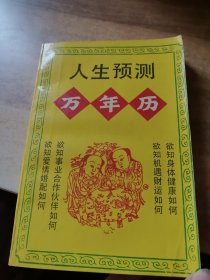 人生预测
万年历
欲知身体健康如何
欲知机遇财运如何
欲知事业合作伙伴如何
欲知爱情婚配如何